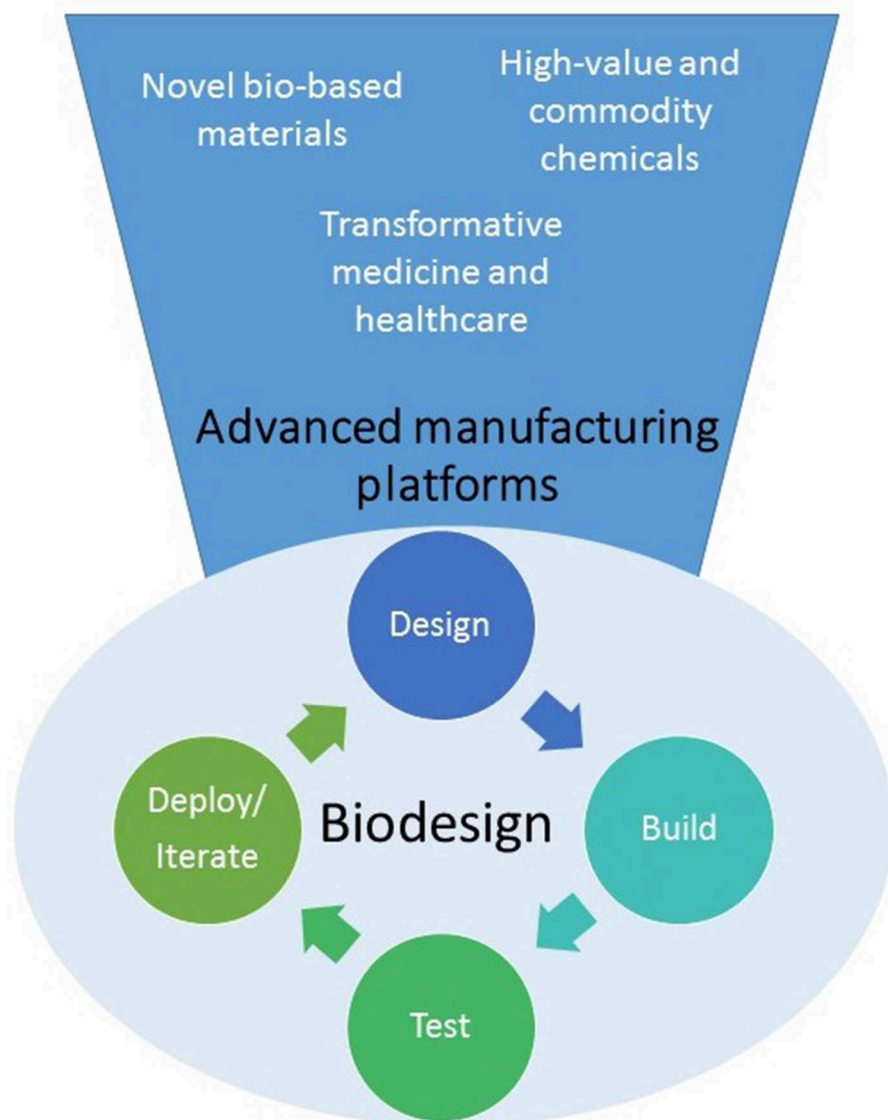 Novel bio-based
materials
High-value and
commodity
chemicals
Transformative
medicine and
healthcare
Advanced manufacturing
platforms
Design
Deploy/
Iterate
Biodesign
Build
Test